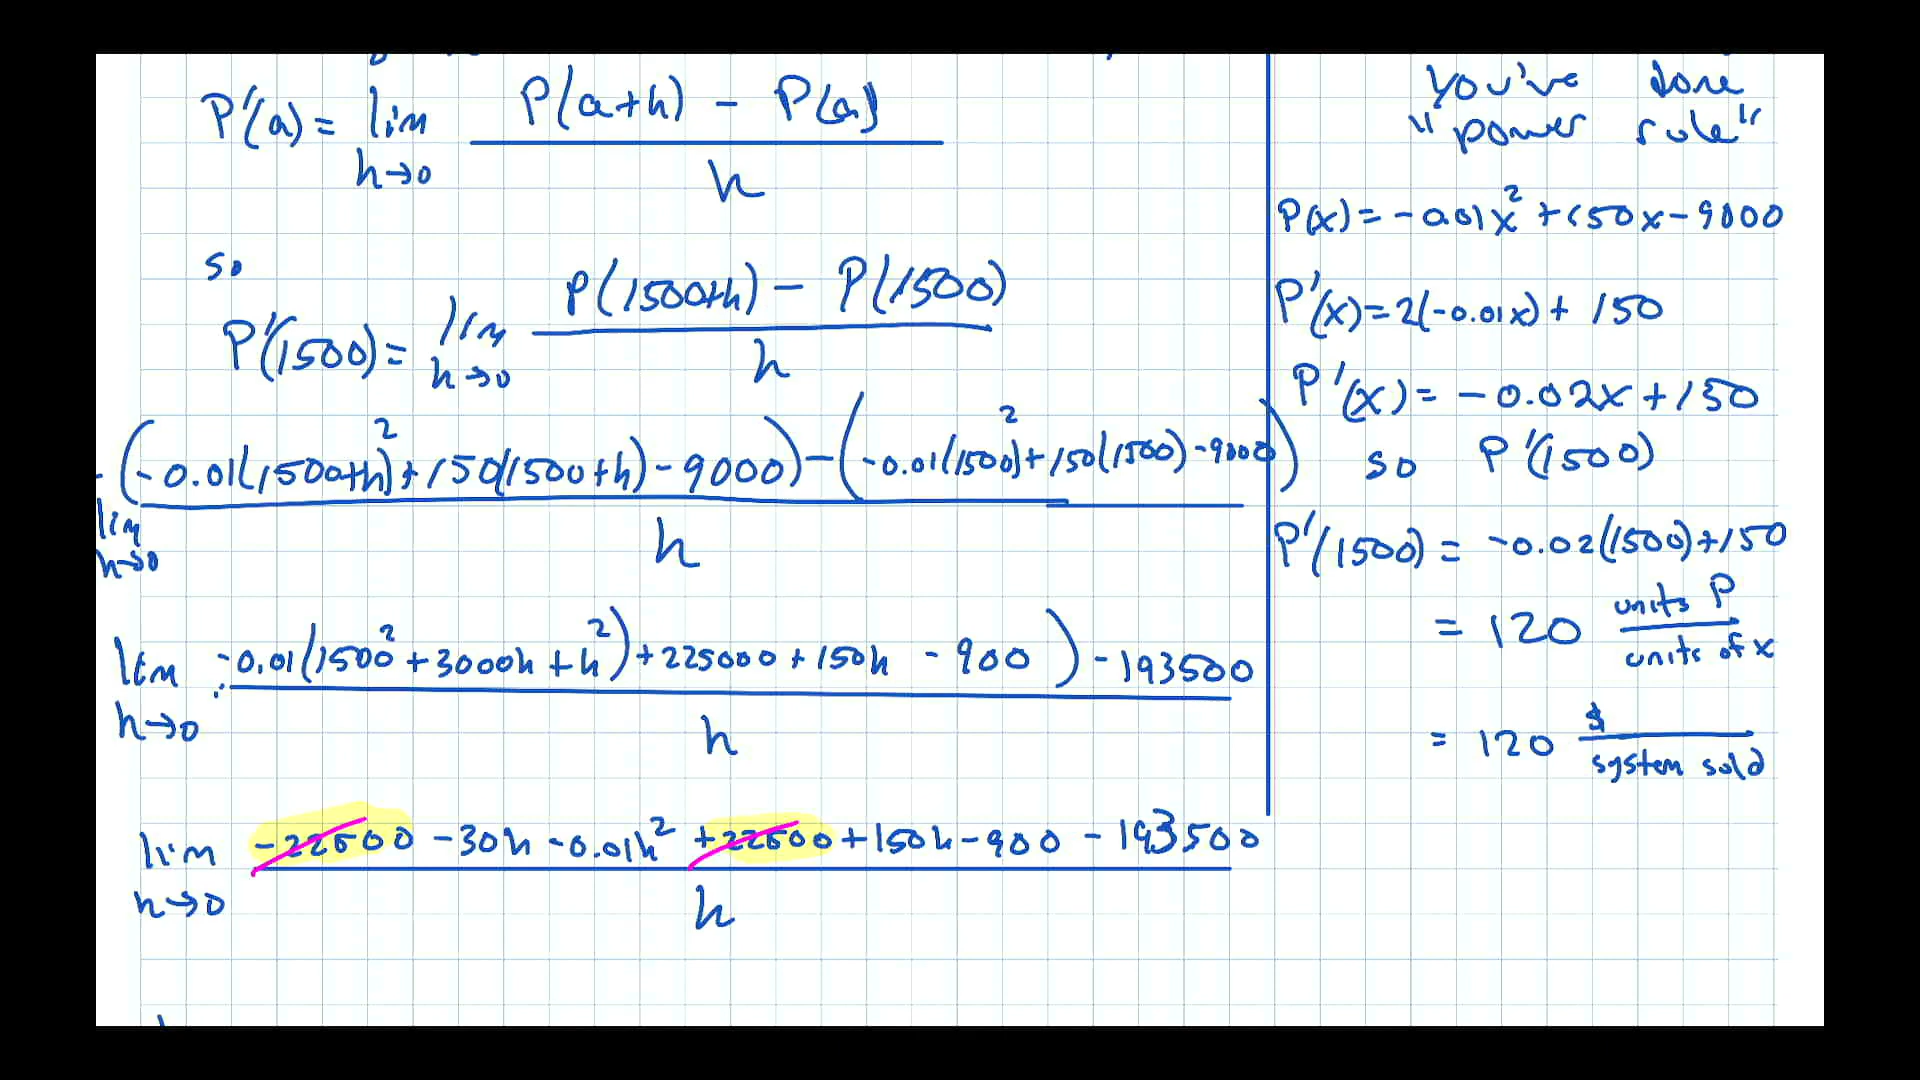 P'(a) = lim P(a+h) - P(a)
h→0 h
so
P'(1500) = lim P(1500+h) - P(1500)
h→0 h
(-0.01(1500+h)² + 150(1500+h) - 9000) - (-0.01(1500)² + 150(1500) - 9000)
lim
h→0 h
lim -0.01(1500² + 3000h + h²) + 225000 + 150h - 900) - 193500
h→0 h
lim -22500 - 30h - 0.01h² + 22500 + 150h - 900 - 193500
h→0 h
you've done
"power rule"
P(x) = -0.01x² + 150x - 9000
P'(x) = 2(-0.01x) + 150
P'(x) = -0.02x + 150
so P'(1500)
P'(1500) = -0.02(1500) + 150
= 120 units P
units of x
= 120 $
system sold